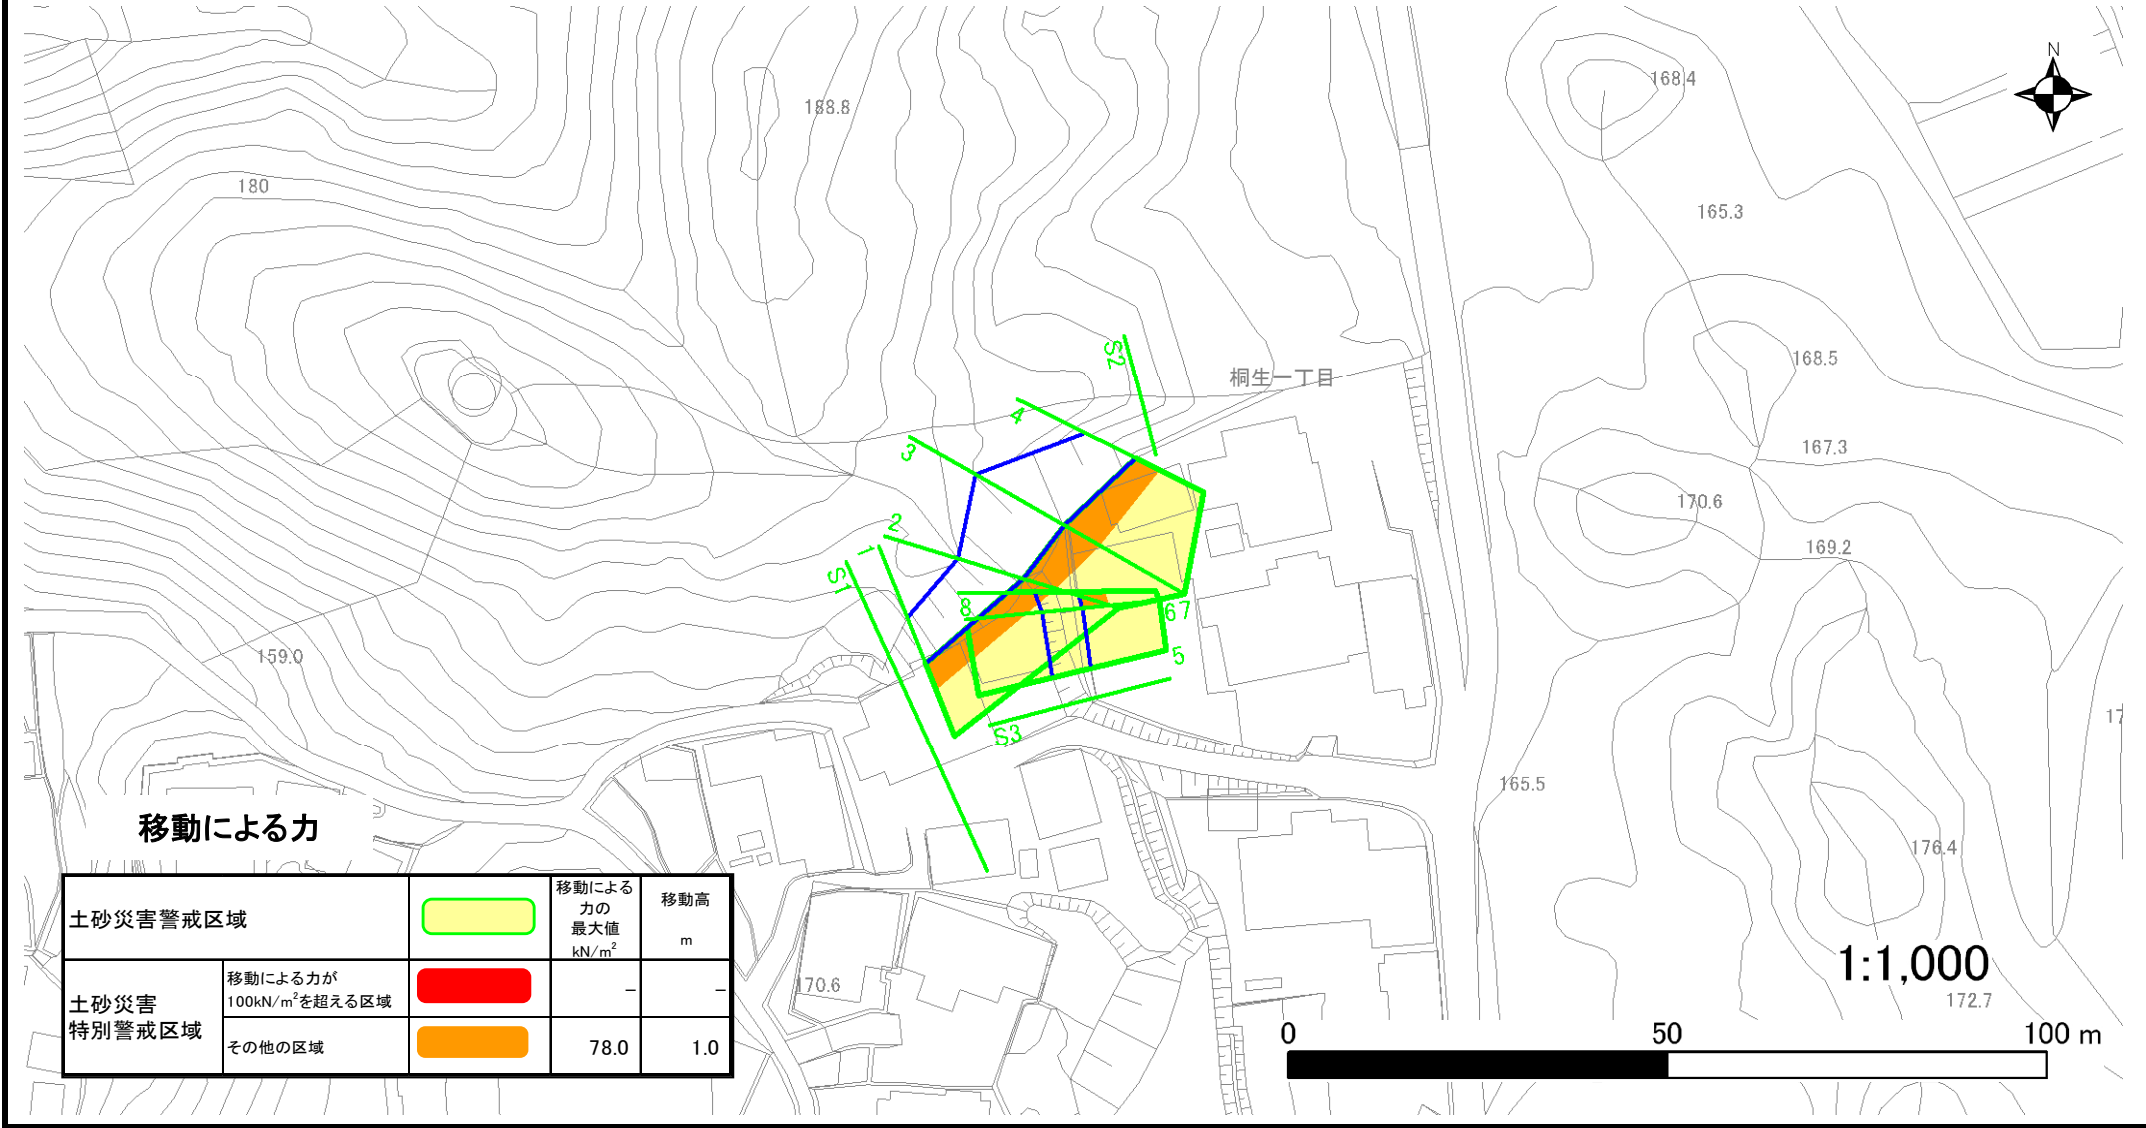 N
168.4
188.8
180
165.3
S2
桐生一丁目
168.5
4
3
167.3
170.6
2
1
169.2
S1
8
67
5
159.0
S3
17
165.5
移動による力
176.4
土砂災害警戒区域
移動による
力の
最大値
kN/m²
移動高
m
1:1,000
土砂災害
特別警戒区域
移動による力が
100kN/m²を超える区域
-
-
170.6
172.7
その他の区域
78.0
1.0
0
50
100 m